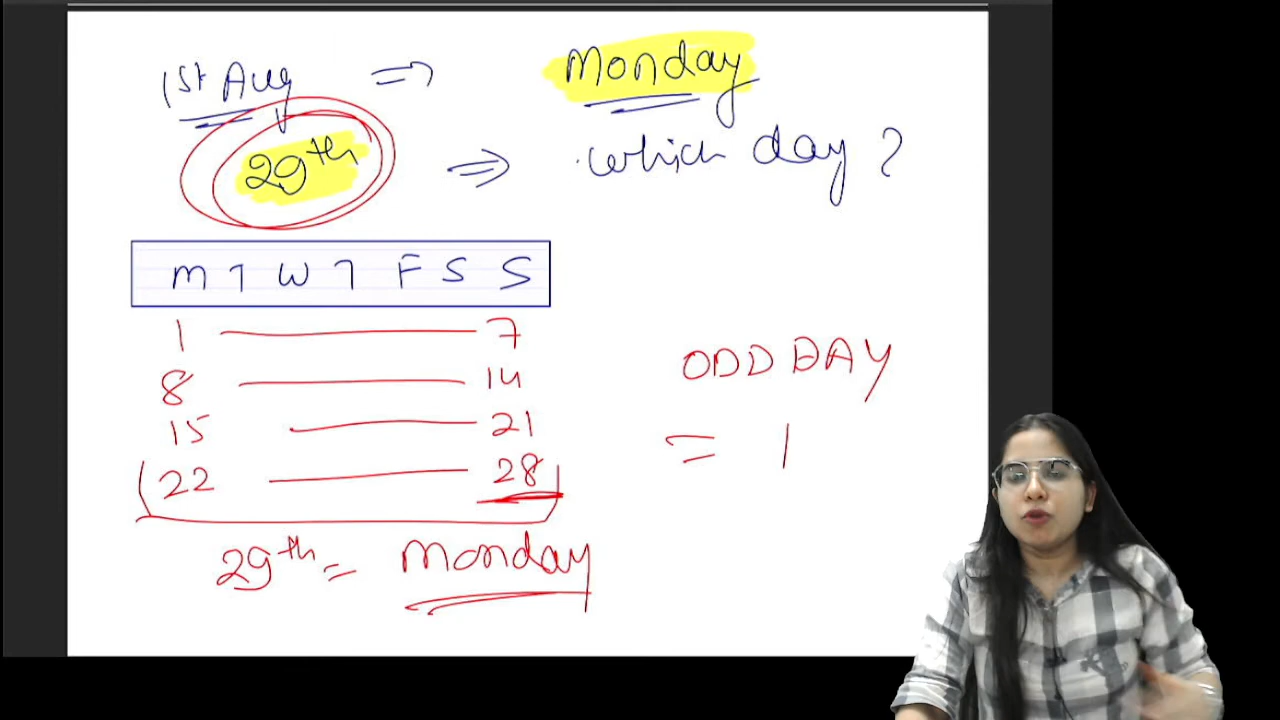 1st Aug ⇒ Monday
29th ⇒ which day?
M T W T F S S
1 — 7
8 — 14
15 — 21
22 — 28
29th = Monday
ODD DAY
= 1